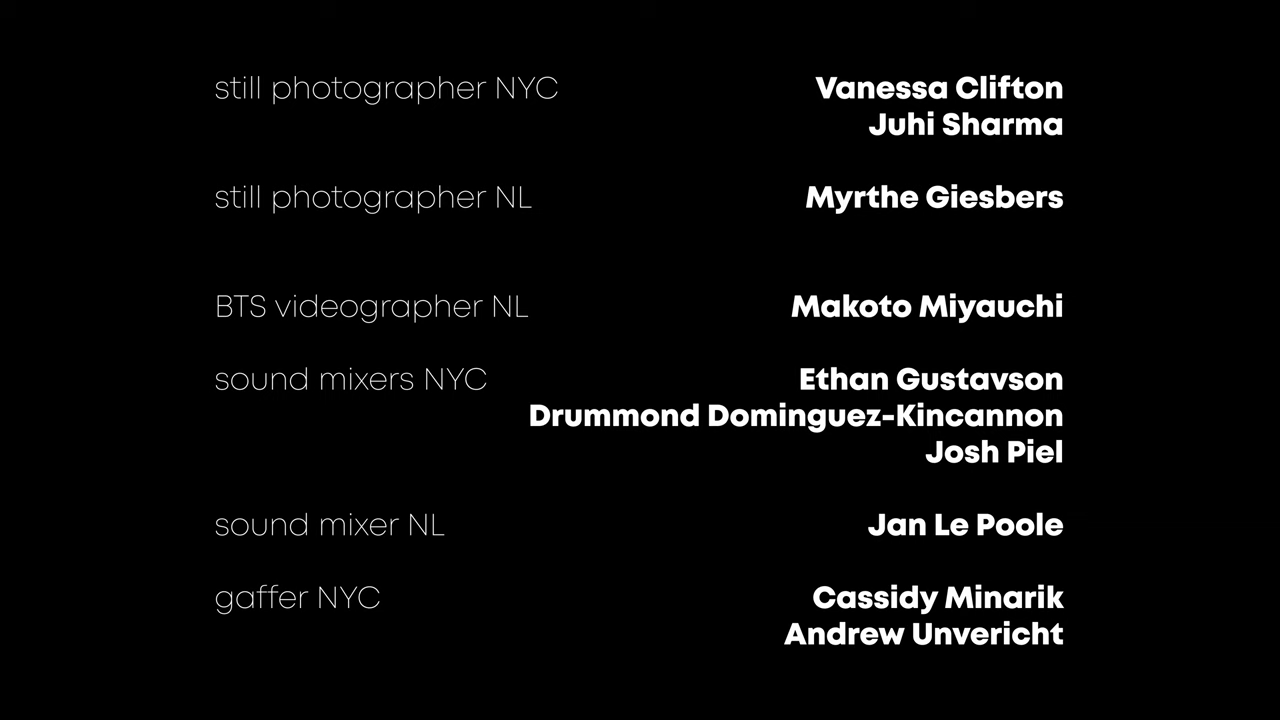 still photographer NYC Vanessa Clifton
Juhi Sharma
still photographer NL Myrthe Giesbers
BTS videographer NL Makoto Miyauchi
sound mixers NYC Ethan Gustavson
Drummond Dominguez-Kincannon
Josh Piel
sound mixer NL Jan Le Poole
gaffer NYC Cassidy Minarik
Andrew Unvericht